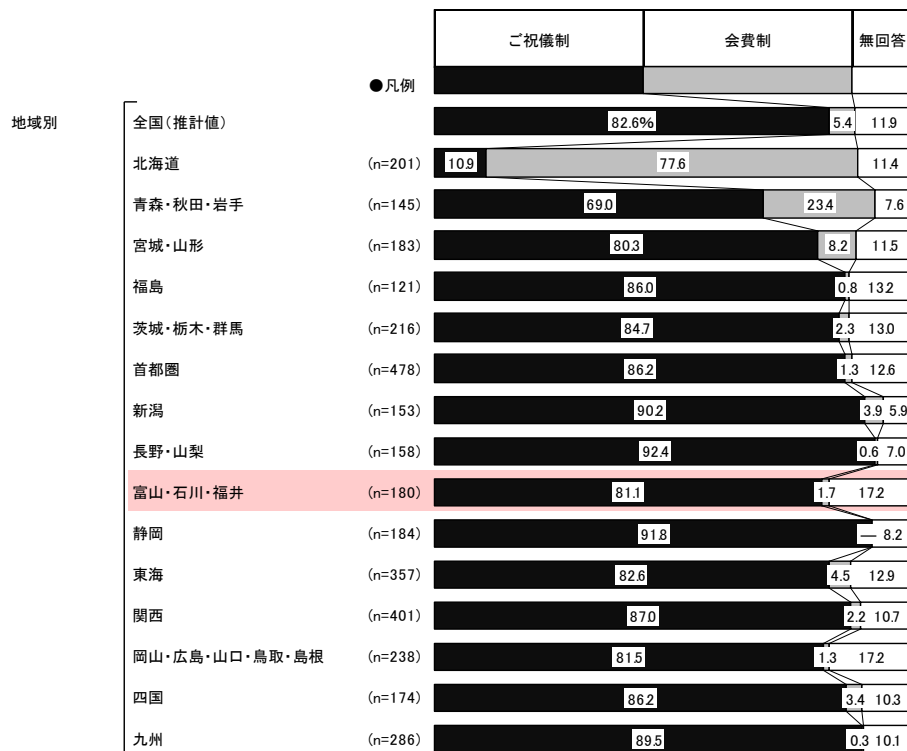 ご祝儀制 会費制 無回答
●凡例
地域別 全国(推計値) 82.6% 5.4 11.9
北海道 (n=201) 10.9 77.6 11.4
青森・秋田・岩手 (n=145) 69.0 23.4 7.6
宮城・山形 (n=183) 80.3 8.2 11.5
福島 (n=121) 86.0 0.8 13.2
茨城・栃木・群馬 (n=216) 84.7 2.3 13.0
首都圏 (n=478) 86.2 1.3 12.6
新潟 (n=153) 90.2 3.9 5.9
長野・山梨 (n=158) 92.4 0.6 7.0
富山・石川・福井 (n=180) 81.1 1.7 17.2
静岡 (n=184) 91.8 — 8.2
東海 (n=357) 82.6 4.5 12.9
関西 (n=401) 87.0 2.2 10.7
岡山・広島・山口・鳥取・島根 (n=238) 81.5 1.3 17.2
四国 (n=174) 86.2 3.4 10.3
九州 (n=286) 89.5 0.3 10.1